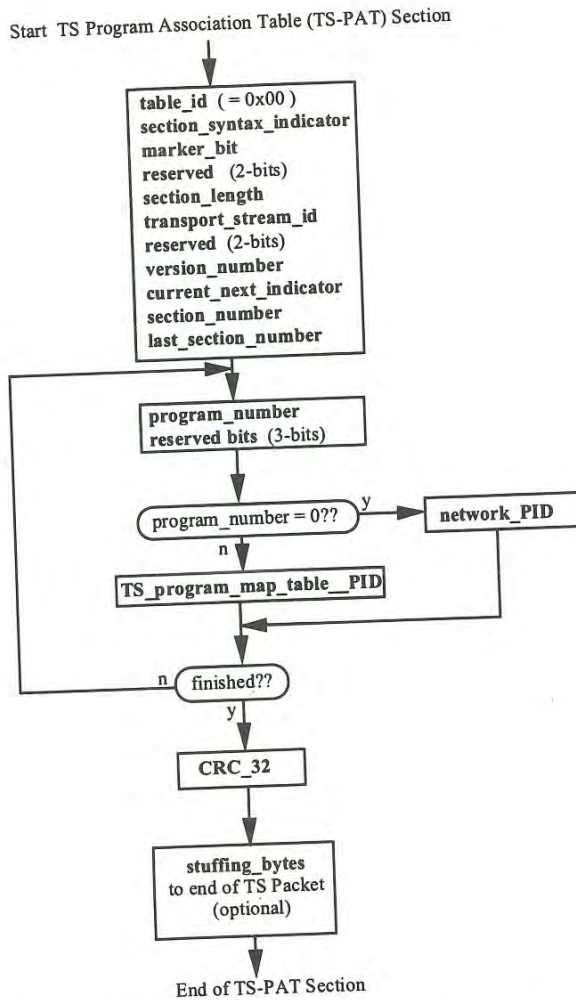 Start TS Program Association Table (TS-PAT) Section
table_id ( = 0x00 )
section_syntax_indicator
marker_bit
reserved (2-bits)
section_length
transport_stream_id
reserved (2-bits)
version_number
current_next_indicator
section_number
last_section_number
program_number
reserved bits (3-bits)
program_number = 0??
y
network_PID
n
TS_program_map_table__PID
n
finished??
y
CRC_32
stuffing_bytes
to end of TS Packet
(optional)
End of TS-PAT Section